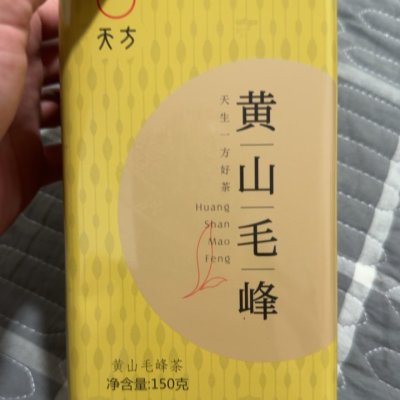 天方
黄山毛峰
天生一方好茶
Huang
Shan
Mao
Feng
黄山毛峰茶
净含量:150克